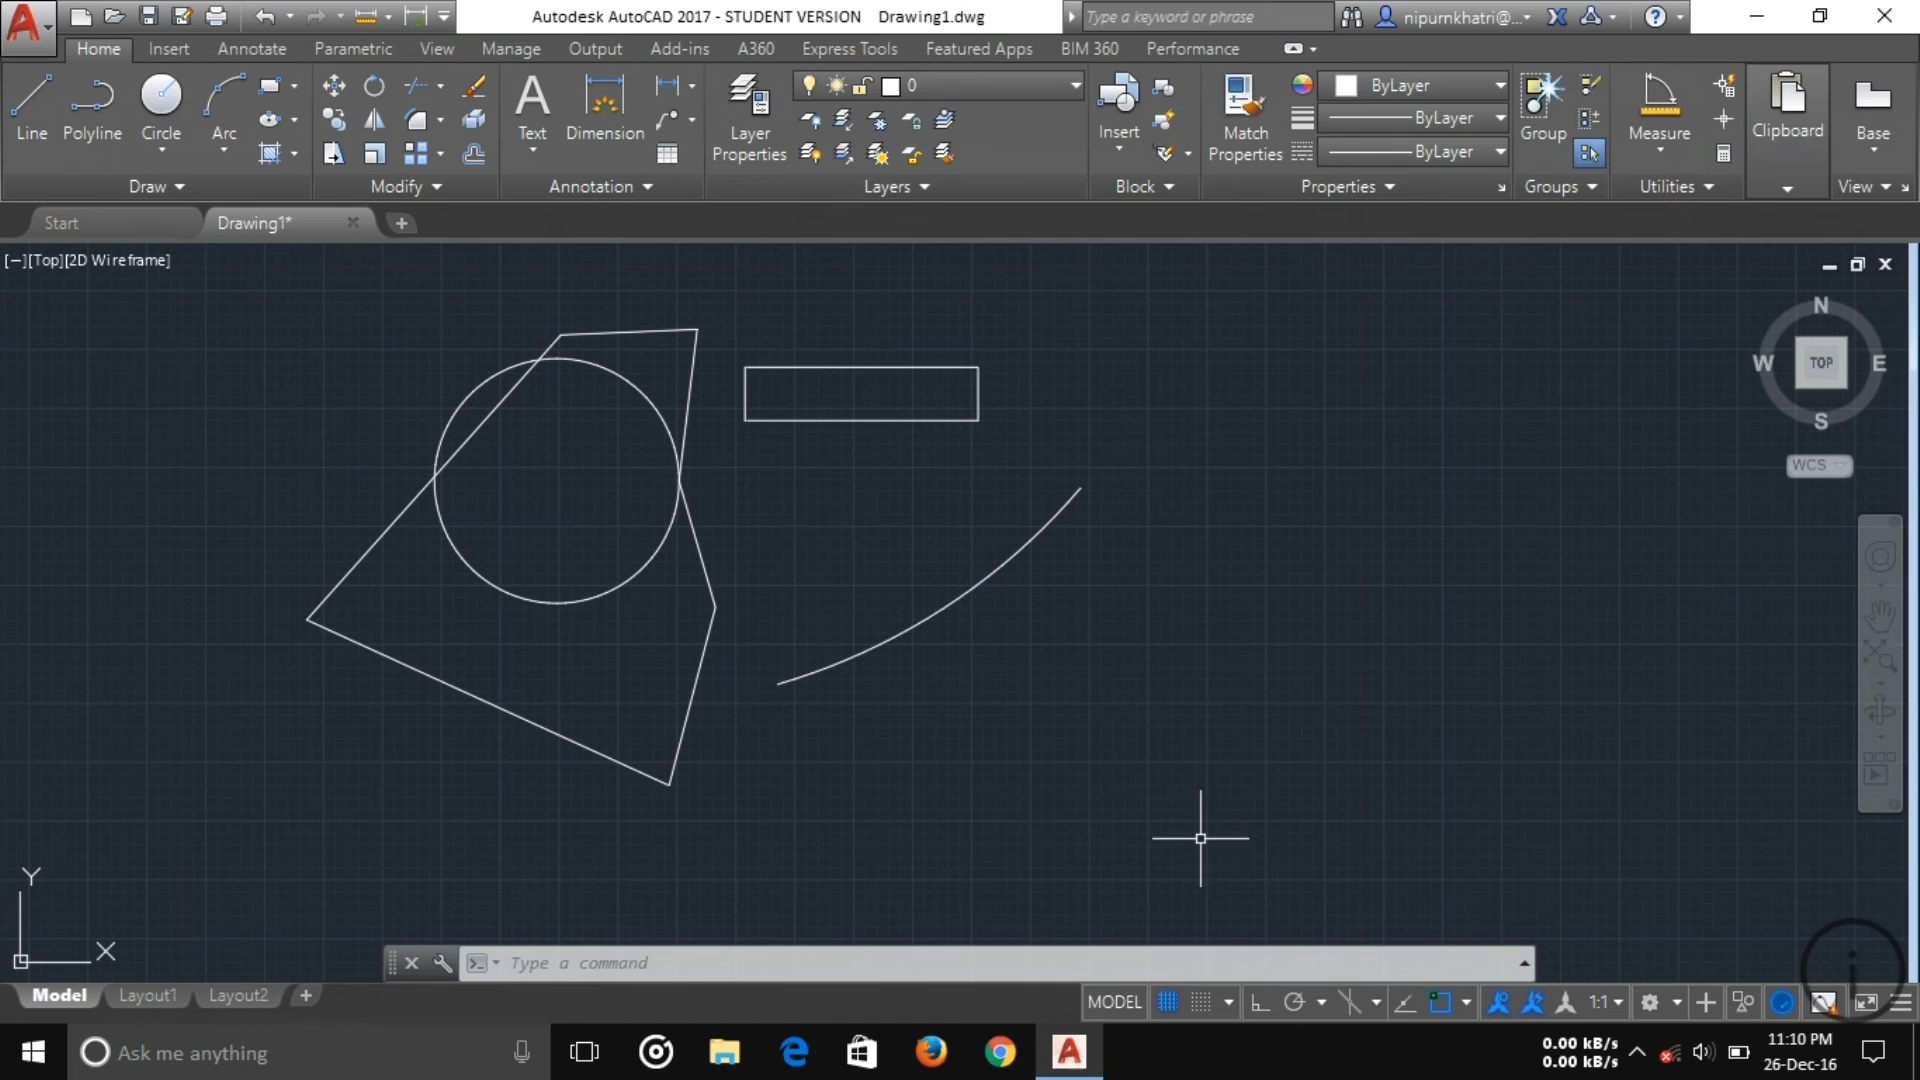 Autodesk AutoCAD 2017 - STUDENT VERSION Drawing1.dwg
Type a keyword or phrase
nipurnkhatri@...
Home Insert Annotate Parametric View Manage Output Add-ins A360 Express Tools Featured Apps BIM 360 Performance
Line Polyline Circle Arc
Text Dimension
Layer Properties
0
Insert
Match Properties
ByLayer
ByLayer
ByLayer
Group
Measure
Clipboard
Base
Draw Modify Annotation Layers Block Properties Groups Utilities View
Start Drawing1*
[−][Top][2D Wireframe]
N
W TOP E
S
WCS
Y
X
Type a command
Model Layout1 Layout2
MODEL 1:1
Ask me anything
0.00 kB/s
0.00 kB/s
11:10 PM
26-Dec-16